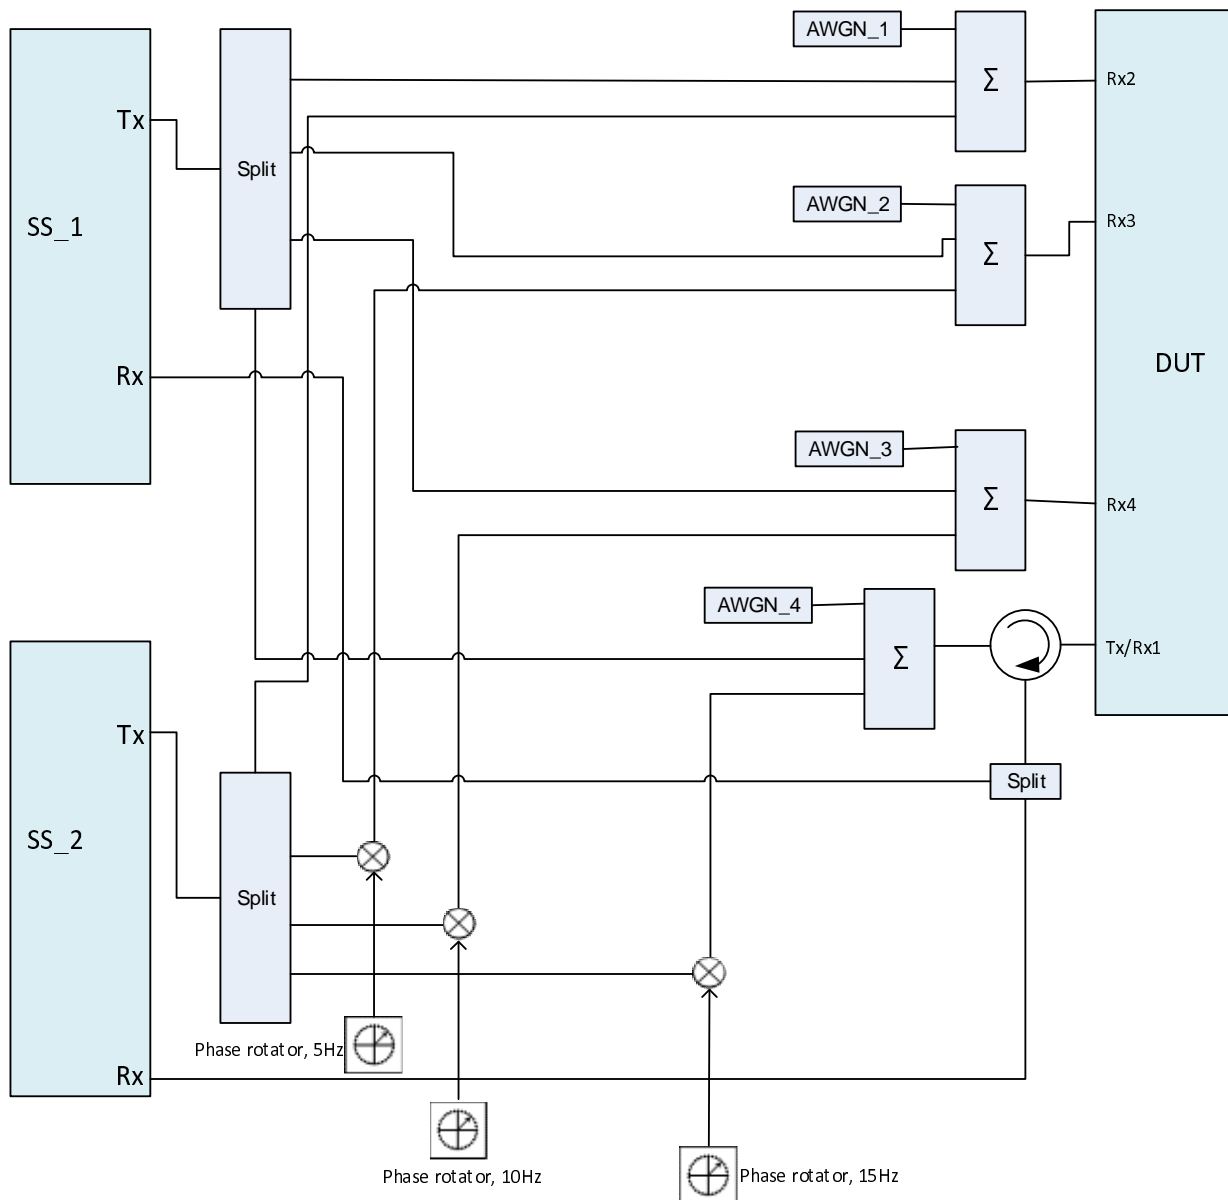 AWGN_1
Tx
Split
Σ
Rx2
SS_1
AWGN_2
Σ
Rx3
Rx
DUT
AWGN_3
Σ
Rx4
AWGN_4
Σ
Tx/Rx1
Tx
SS_2
Split
Split
Phase rotator, 5Hz
Rx
Phase rotator, 10Hz
Phase rotator, 15Hz